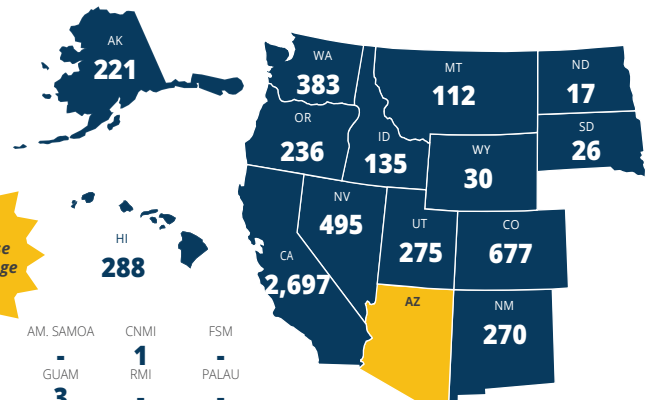 AK
221
WA
383
MT
112
ND
17
OR
236
ID
135
SD
26
WY
30
NV
495
UT
275
CO
677
HI
288
CA
2,697
AZ
NM
270
se
ge
AM. SAMOA CNMI FSM
- 1 -
GUAM RMI PALAU
3 - -